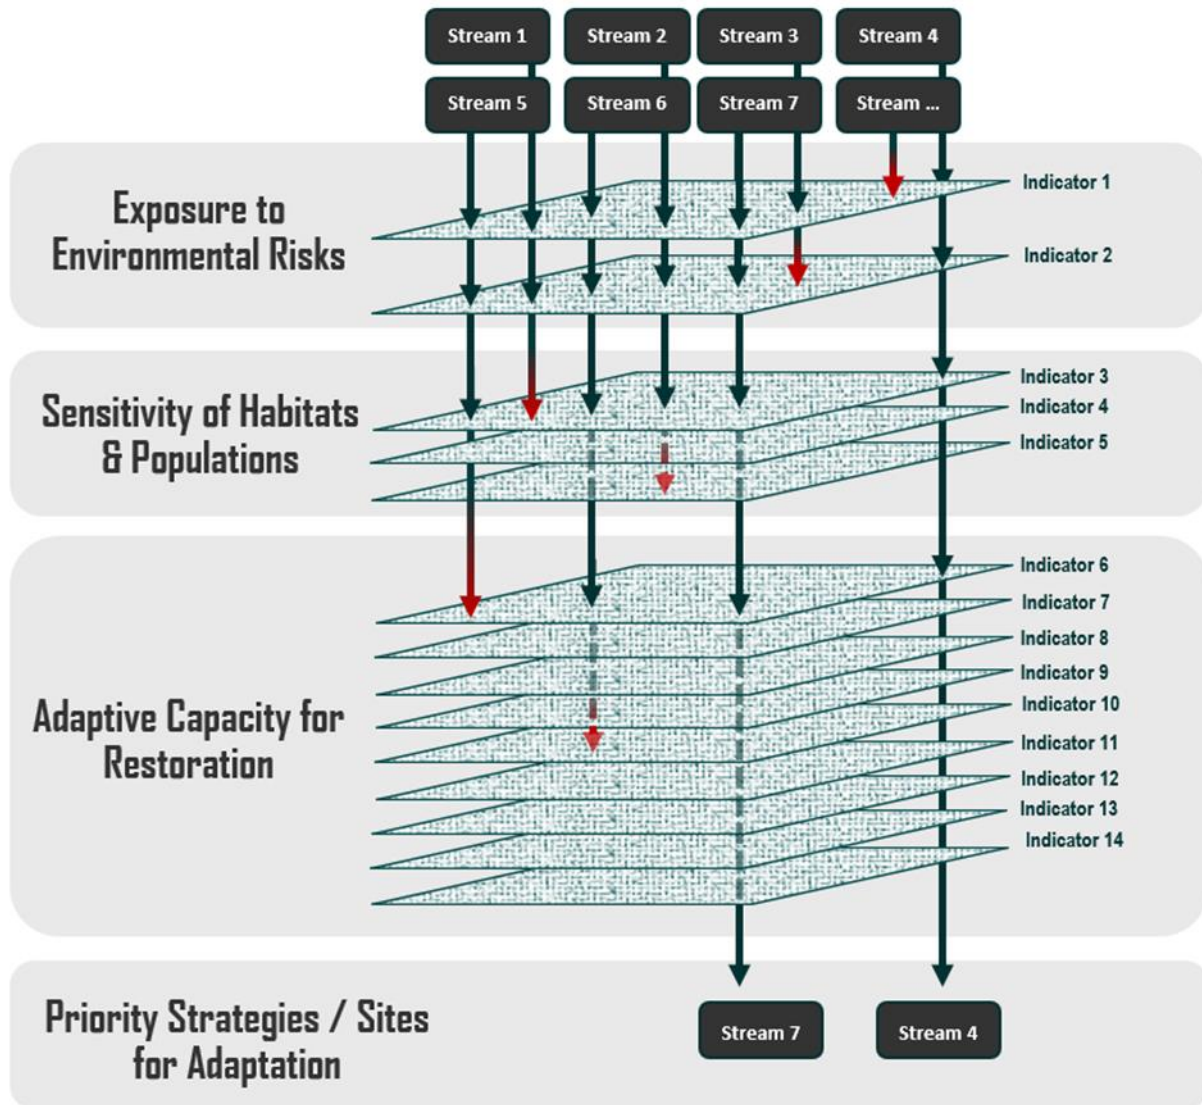 Stream 1
Stream 2
Stream 3
Stream 4
Stream 5
Stream 6
Stream 7
Stream ...
Exposure to
Environmental Risks
Indicator 1
Indicator 2
Sensitivity of Habitats
& Populations
Indicator 3
Indicator 4
Indicator 5
Adaptive Capacity for
Restoration
Indicator 6
Indicator 7
Indicator 8
Indicator 9
Indicator 10
Indicator 11
Indicator 12
Indicator 13
Indicator 14
Priority Strategies / Sites
for Adaptation
Stream 7
Stream 4